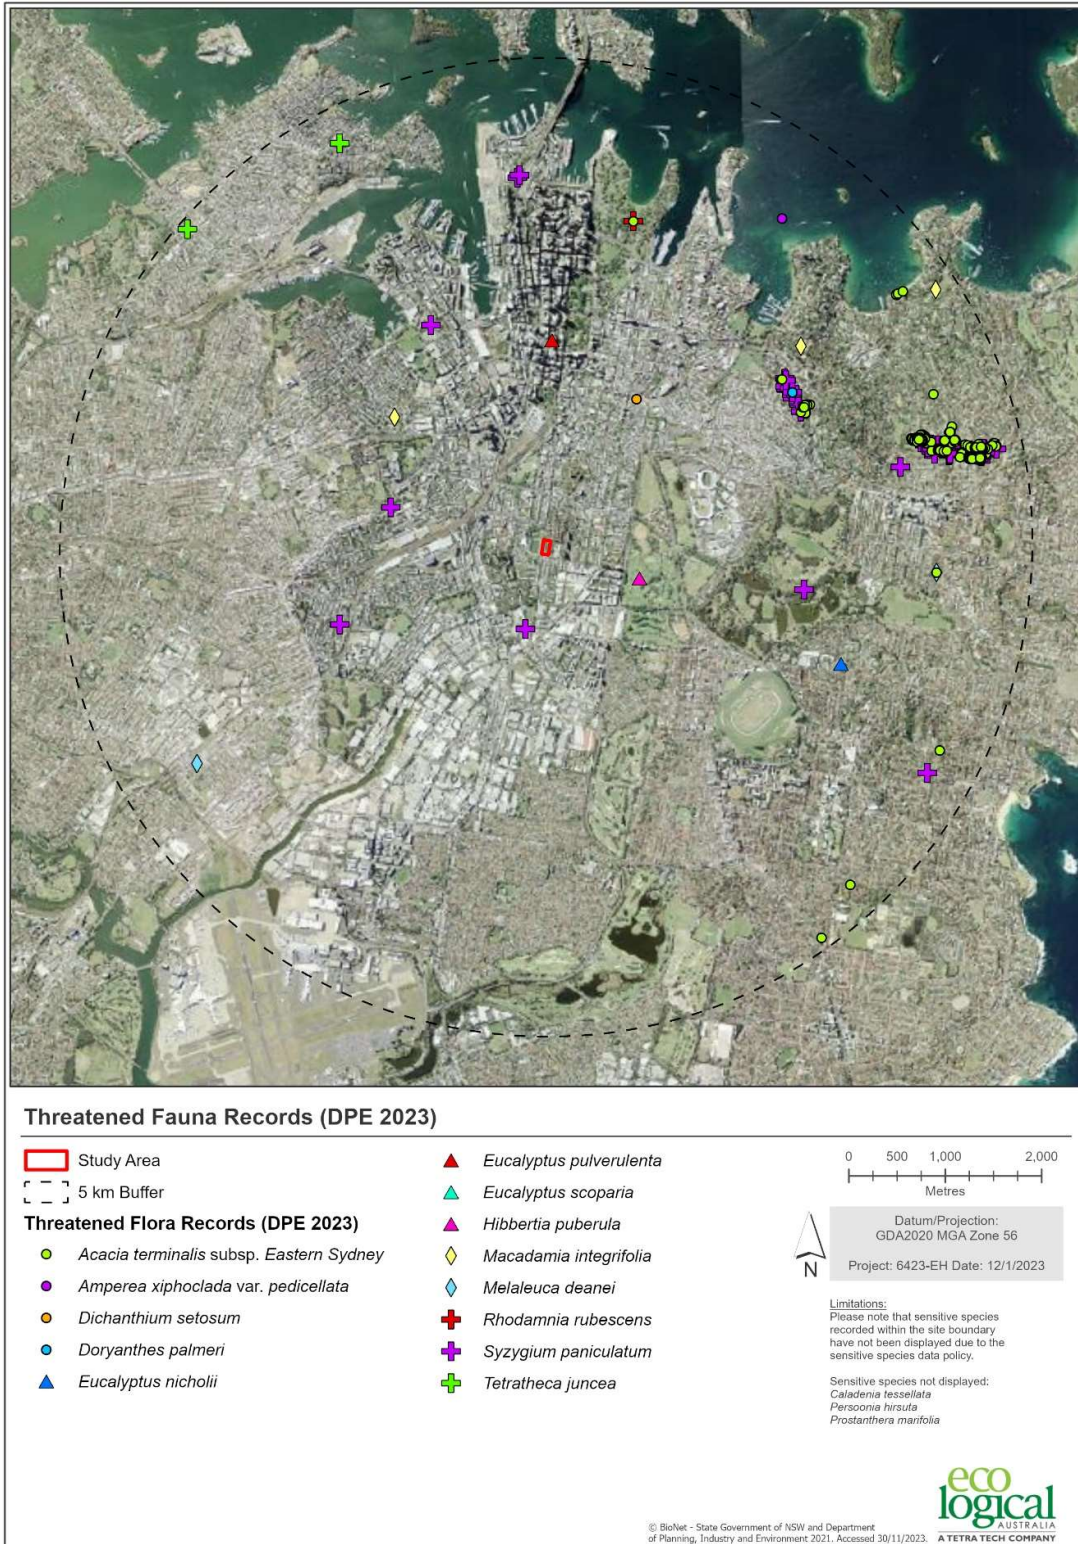 Threatened Fauna Records (DPE 2023)
Study Area
5 km Buffer
Threatened Flora Records (DPE 2023)
Acacia terminalis subsp. Eastern Sydney
Amperea xiphoclada var. pedicellata
Dichanthium setosum
Doryanthes palmeri
Eucalyptus nicholii
Eucalyptus pulverulenta
Eucalyptus scoparia
Hibbertia puberula
Macadamia integrifolia
Melaleuca deanei
Rhodamnia rubescens
Syzygium paniculatum
Tetratheca juncea
0 500 1,000 2,000
Metres
N
Datum/Projection:
GDA2020 MGA Zone 56
Project: 6423-EH Date: 12/1/2023
Limitations:
Please note that sensitive species
recorded within the site boundary
have not been displayed due to the
sensitive species data policy.
Sensitive species not displayed:
Caladenia tessellata
Persoonia hirsuta
Prostanthera marifolia
© BioNet - State Government of NSW and Department
of Planning, Industry and Environment 2021. Accessed 30/11/2023.
eco
logical
AUSTRALIA
A TETRA TECH COMPANY